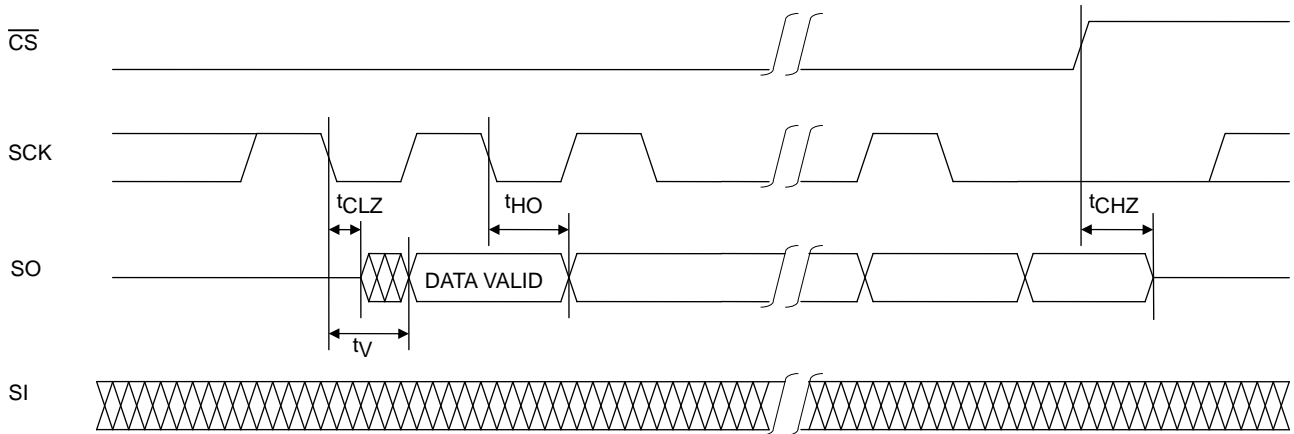 CS
SCK
tCLZ
tHO
tCHZ
SO
DATA VALID
tV
SI